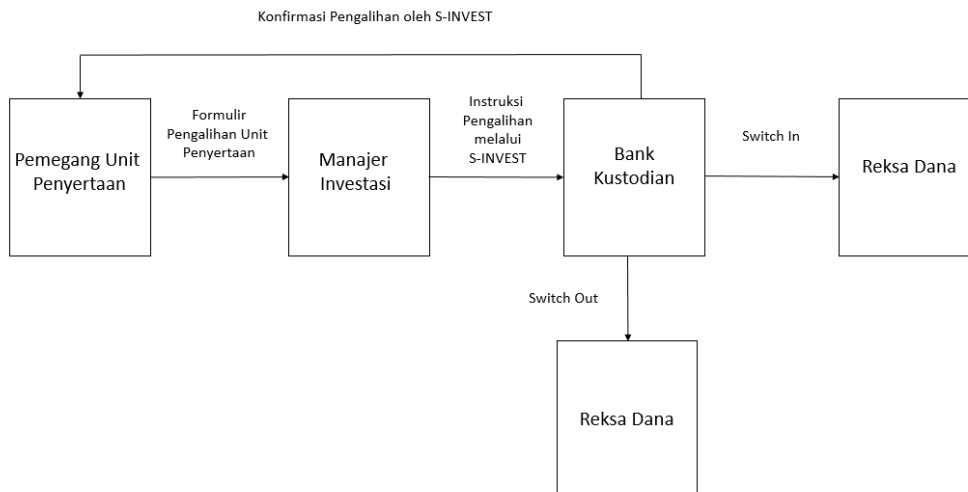 Konfirmasi Pengalihan oleh S-INVEST
Pemegang Unit
Penyertaan
Formulir
Pengalihan Unit
Penyertaan
Manajer
Investasi
Instruksi
Pengalihan
melalui
S-INVEST
Bank
Kustodian
Switch In
Reksa Dana
Switch Out
Reksa Dana